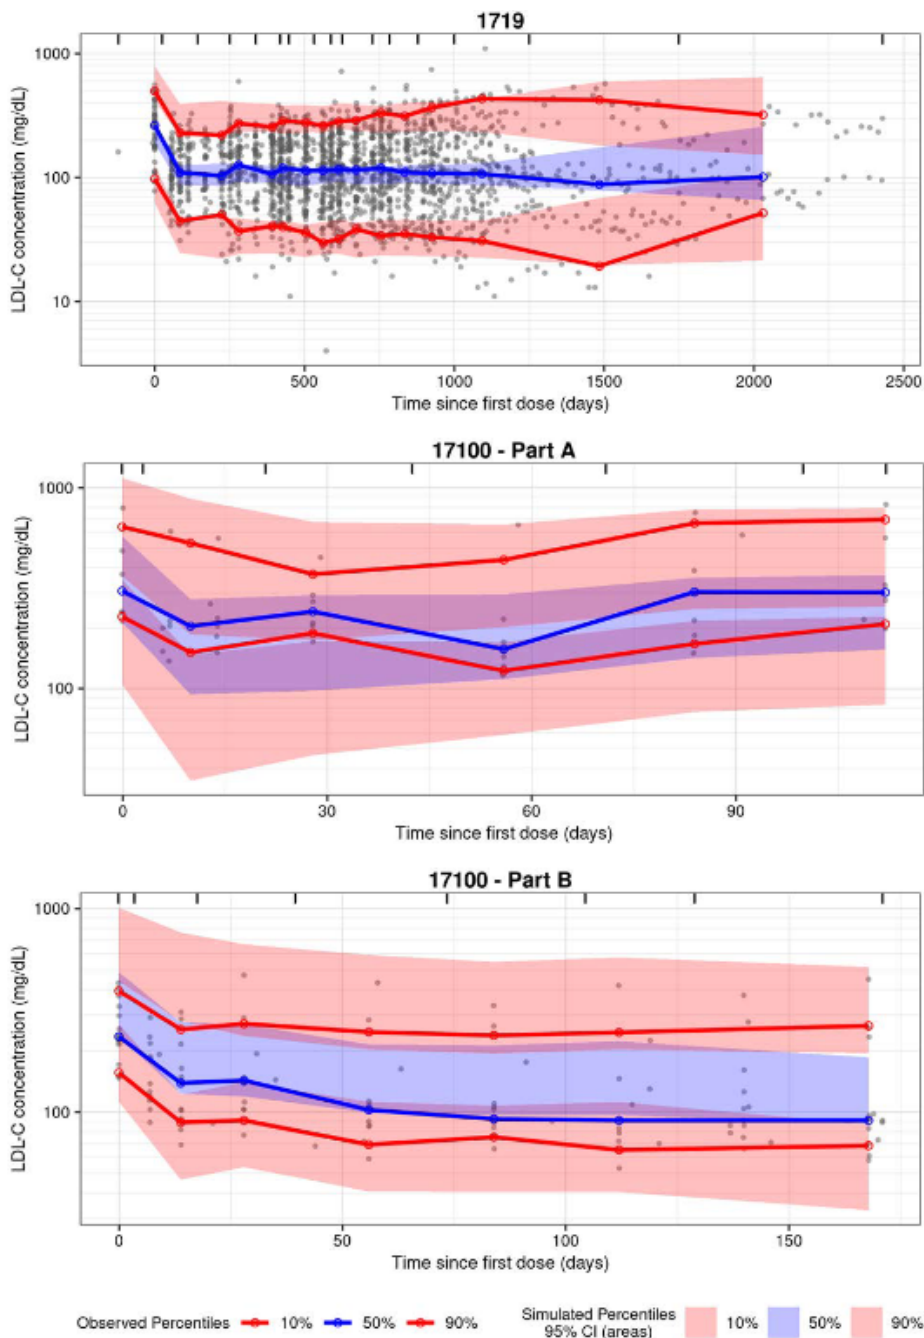 1719
1000
100
10
LDL-C concentration (mg/dL)
0 500 1000 1500 2000 2500
Time since first dose (days)
17100 - Part A
1000
100
LDL-C concentration (mg/dL)
0 30 60 90
Time since first dose (days)
17100 - Part B
1000
100
LDL-C concentration (mg/dL)
0 50 100 150
Time since first dose (days)
Observed Percentiles 10% 50% 90% Simulated Percentiles 10% 50% 90%
95% CI (areas)